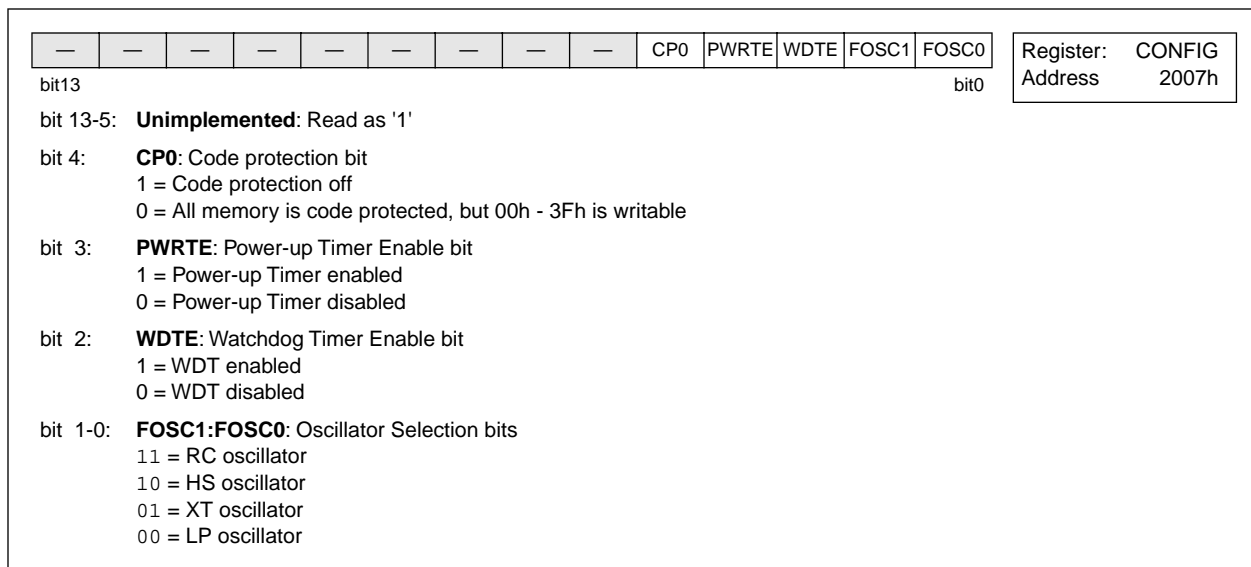 — — — — — — — — — CP0 PWRTE WDTE FOSC1 FOSC0
bit13 bit0
Register: CONFIG
Address 2007h
bit 13-5: Unimplemented: Read as '1'
bit 4: CP0: Code protection bit
1 = Code protection off
0 = All memory is code protected, but 00h - 3Fh is writable
bit 3: PWRTE: Power-up Timer Enable bit
1 = Power-up Timer enabled
0 = Power-up Timer disabled
bit 2: WDTE: Watchdog Timer Enable bit
1 = WDT enabled
0 = WDT disabled
bit 1-0: FOSC1:FOSC0: Oscillator Selection bits
11 = RC oscillator
10 = HS oscillator
01 = XT oscillator
00 = LP oscillator